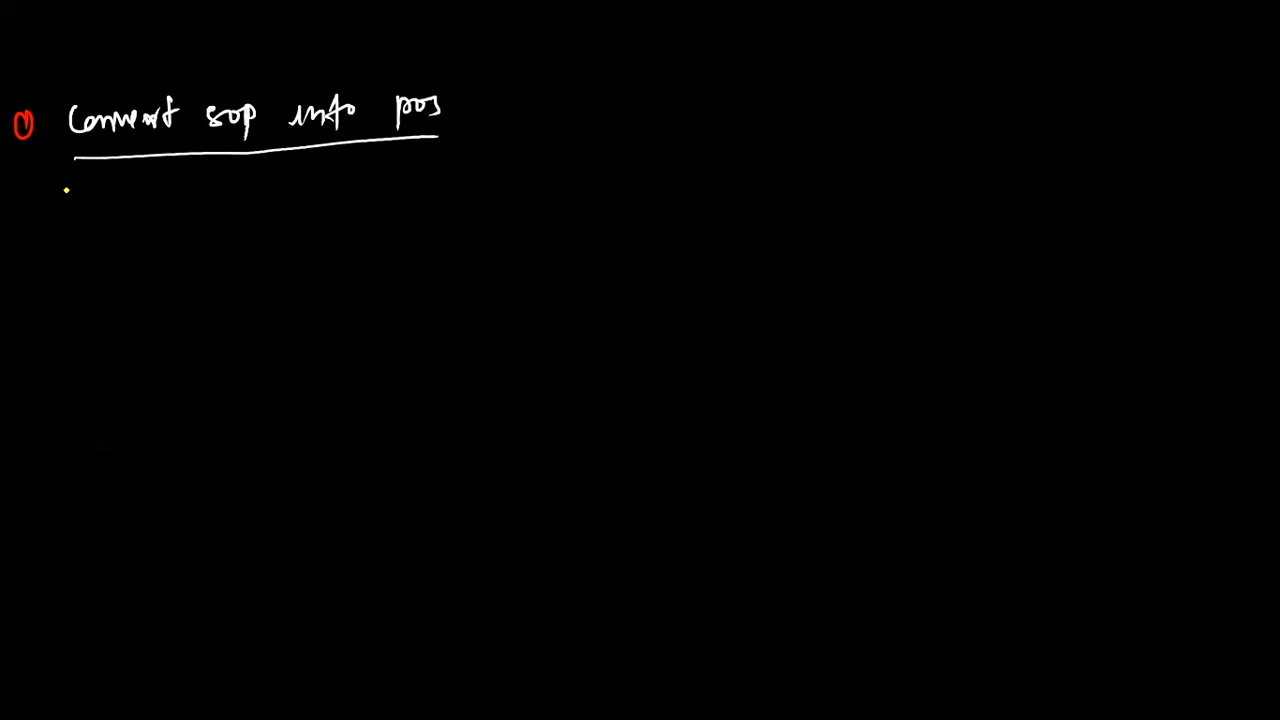 ① Convert sop into pos